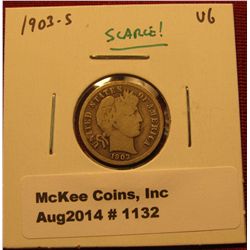 1903-S
VG
SCARCE!
UNITED STATES OF AMERICA
1903
McKee Coins, Inc
Aug2014 # 1132